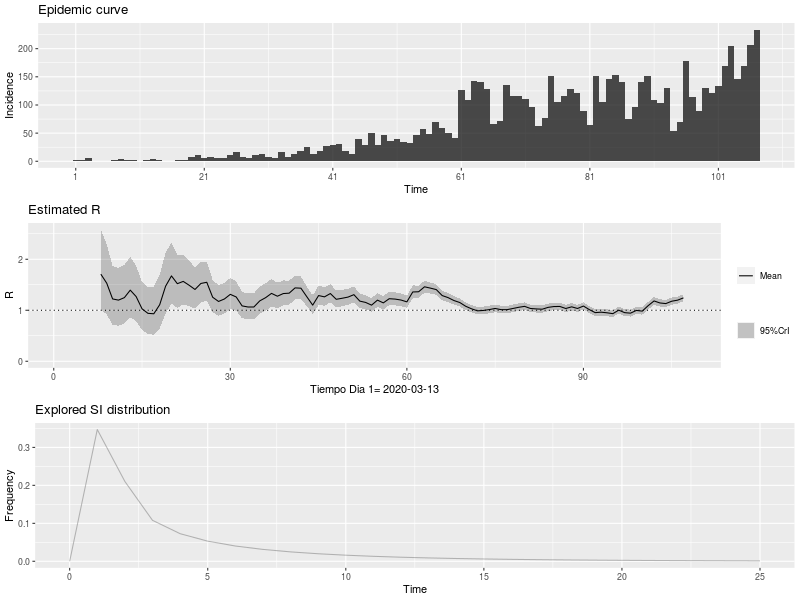 Epidemic curve
Incidence
200
150
100
50
0
1 21 41 61 81 101
Time
Estimated R
R
2
1
0
Mean
95%CrI
0 30 60 90
Tiempo Dia 1= 2020-03-13
Explored SI distribution
Frequency
0.3
0.2
0.1
0.0
0 5 10 15 20 25
Time